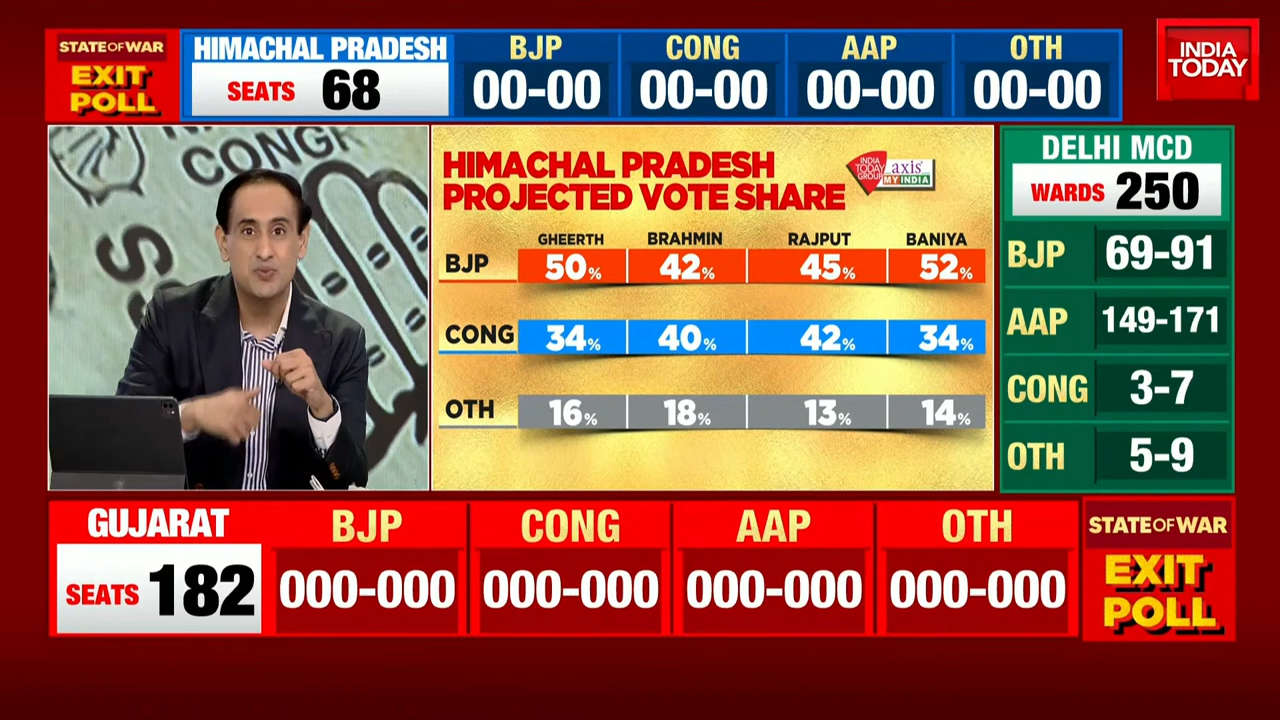 STATE OF WAR
EXIT
POLL
HIMACHAL PRADESH
SEATS 68
BJP CONG AAP OTH
00-00 00-00 00-00 00-00
INDIA
TODAY
CONG
HIMACHAL PRADESH
PROJECTED VOTE SHARE
INDIA
TODAY
GROUP
axis
MY INDIA
GHEERTH BRAHMIN RAJPUT BANIYA
BJP 50% 42% 45% 52%
CONG 34% 40% 42% 34%
OTH 16% 18% 13% 14%
DELHI MCD
WARDS 250
BJP 69-91
AAP 149-171
CONG 3-7
OTH 5-9
GUJARAT
SEATS 182
BJP CONG AAP OTH
000-000 000-000 000-000 000-000
STATE OF WAR
EXIT
POLL